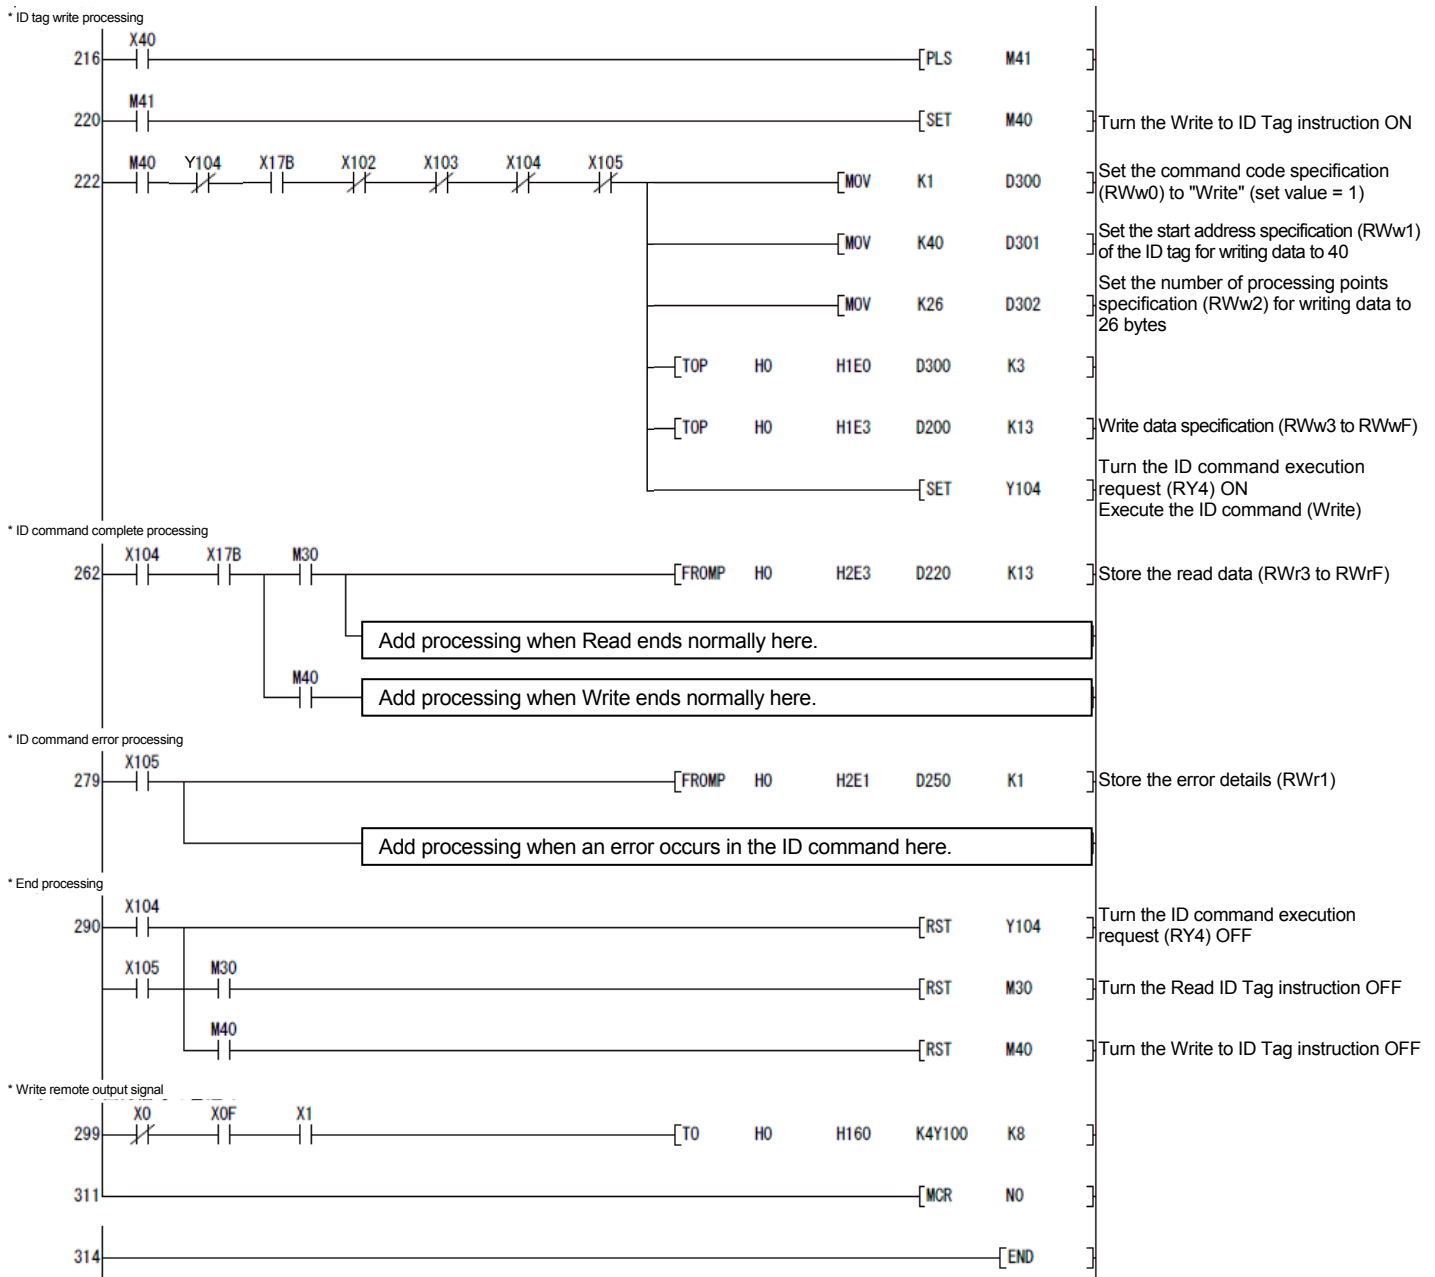 * ID tag write processing
X40
216 PLS M41
M41
220 SET M40 Turn the Write to ID Tag instruction ON
M40 Y104 X17B X102 X103 X104 X105
222 MOV K1 D300 Set the command code specification
(RWw0) to "Write" (set value = 1)
MOV K40 D301 Set the start address specification (RWw1)
of the ID tag for writing data to 40
MOV K26 D302 Set the number of processing points
specification (RWw2) for writing data to
26 bytes
TOP H0 H1E0 D300 K3
TOP H0 H1E3 D200 K13 Write data specification (RWw3 to RWwF)
SET Y104 Turn the ID command execution
request (RY4) ON
Execute the ID command (Write)
* ID command complete processing
X104 X17B M30
262 FROMP H0 H2E3 D220 K13 Store the read data (RWr3 to RWrF)
Add processing when Read ends normally here.
M40
Add processing when Write ends normally here.
* ID command error processing
X105
279 FROMP H0 H2E1 D250 K1 Store the error details (RWr1)
Add processing when an error occurs in the ID command here.
* End processing
X104
290 RST Y104 Turn the ID command execution
request (RY4) OFF
X105 M30
RST M30 Turn the Read ID Tag instruction OFF
M40
RST M40 Turn the Write to ID Tag instruction OFF
* Write remote output signal
X0 X0F X1
299 TO H0 H160 K4Y100 K8
311 MCR N0
314 END